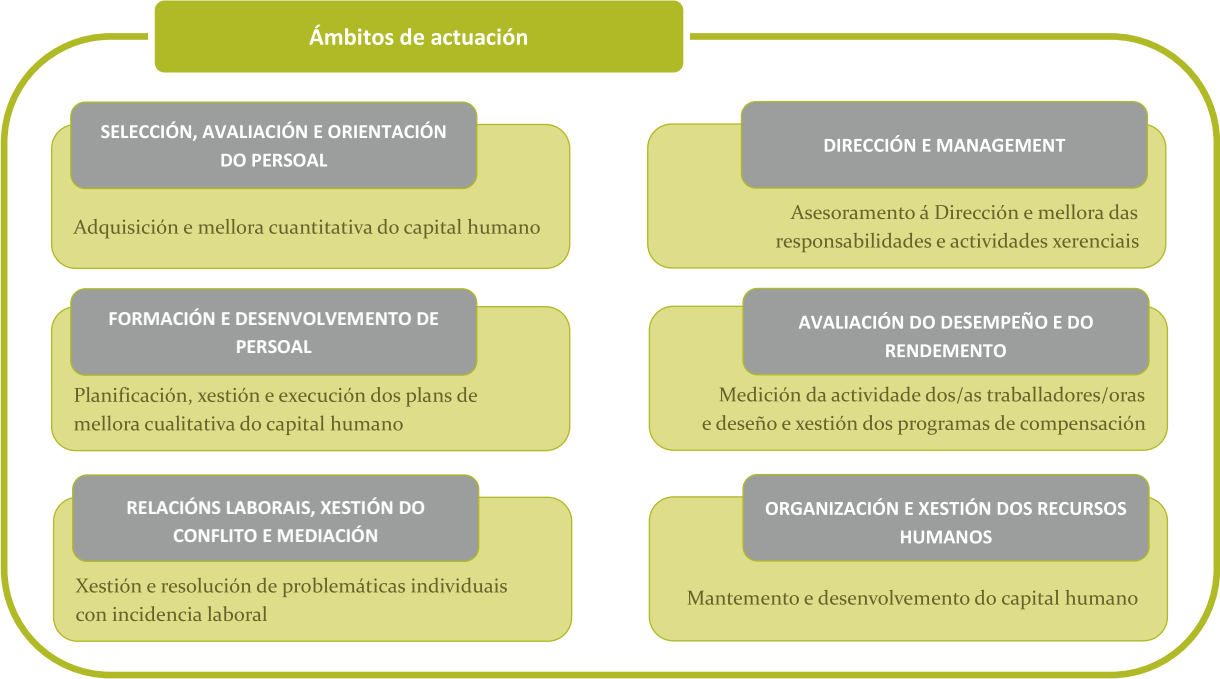 Ámbitos de actuación
SELECCIÓN, AVALIACIÓN E ORIENTACIÓN
DO PERSOAL
Adquisición e mellora cuantitativa do capital humano
DIRECCIÓN E MANAGEMENT
Asesoramento á Dirección e mellora das
responsabilidades e actividades xerenciais
FORMACIÓN E DESENVOLVEMENTO DE
PERSOAL
Planificación, xestión e execución dos plans de
mellora cualitativa do capital humano
AVALIACIÓN DO DESEMPEÑO E DO
RENDEMENTO
Medición da actividade dos/as traballadores/oras
e deseño e xestión dos programas de compensación
RELACIÓNS LABORAIS, XESTIÓN DO
CONFLITO E MEDIACIÓN
Xestión e resolución de problemáticas individuais
con incidencia laboral
ORGANIZACIÓN E XESTIÓN DOS RECURSOS
HUMANOS
Mantemento e desenvolvemento do capital humano